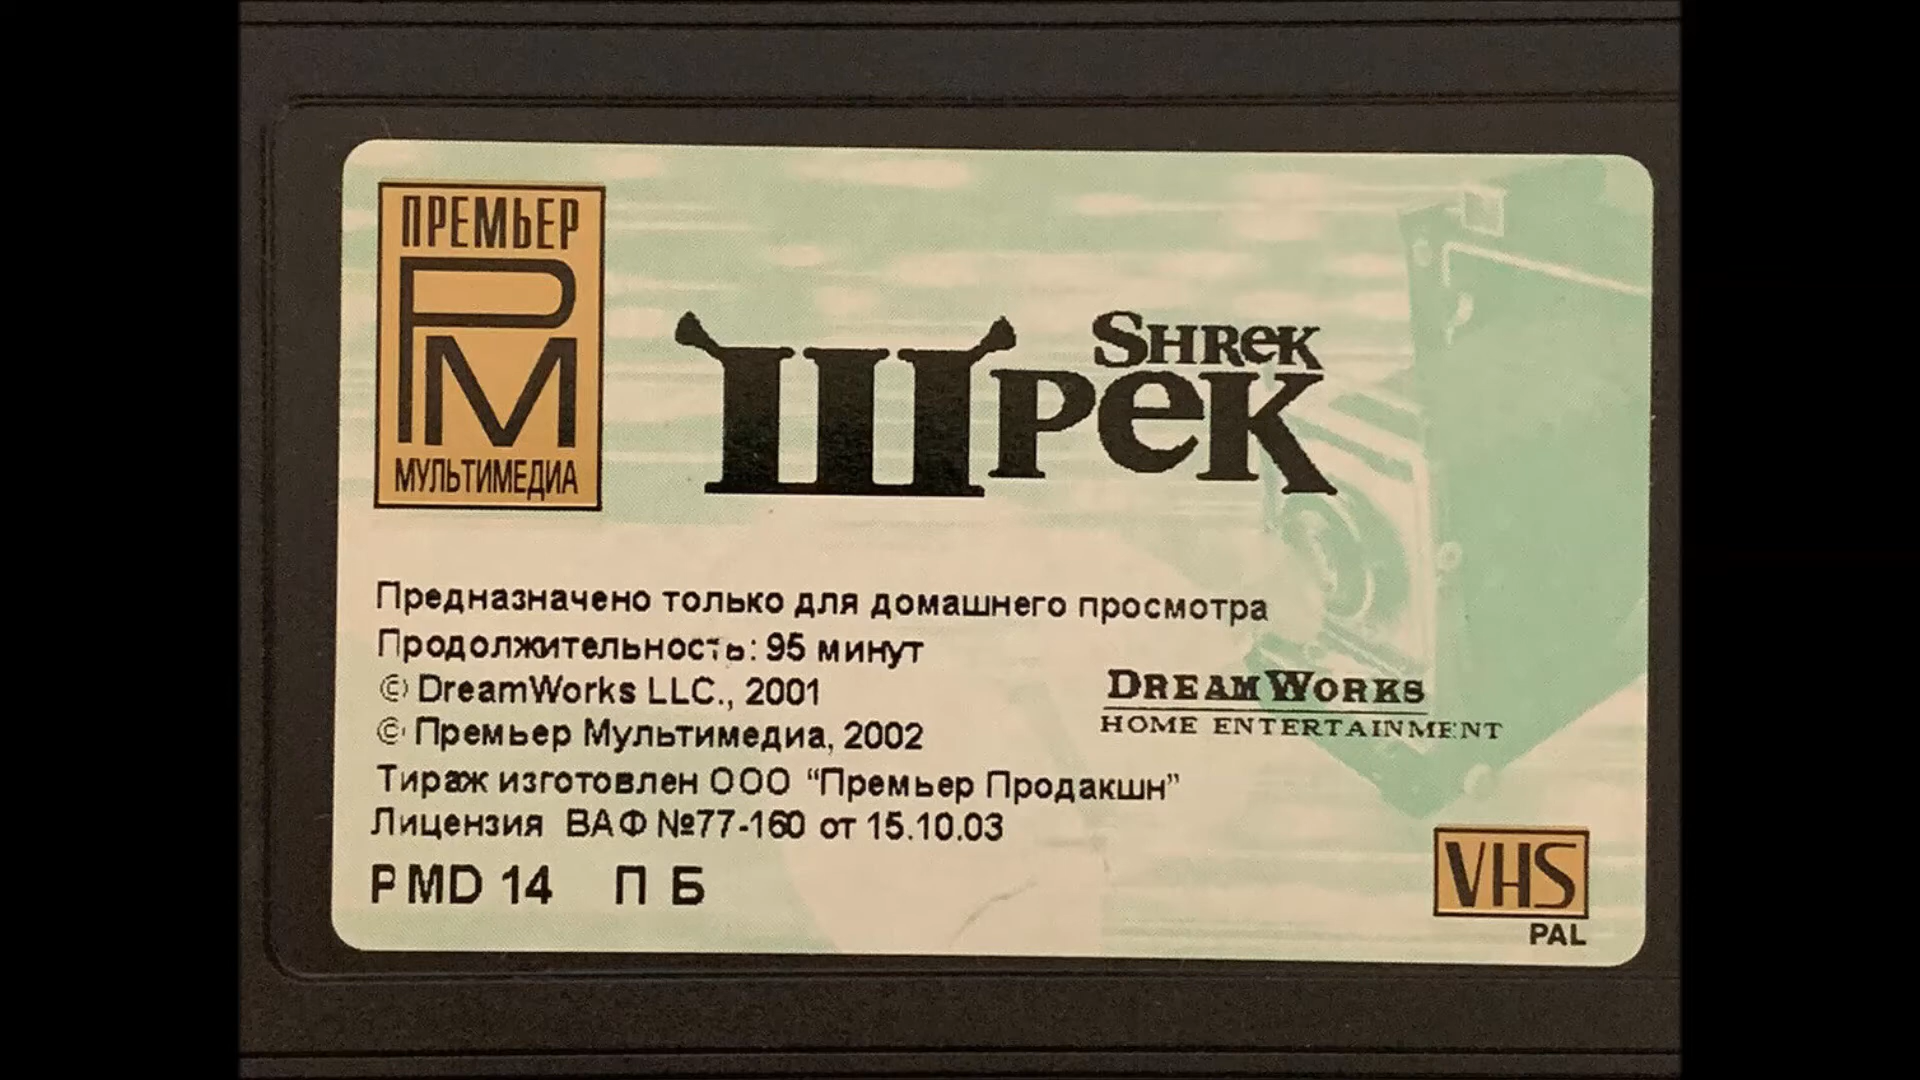 ПРЕМЬЕР
PM
МУЛЬТИМЕДИА
SHREK
ШРЕК
Предназначено только для домашнего просмотра
Продолжительность: 95 минут
© DreamWorks LLC., 2001
© Премьер Мультимедиа, 2002
Тираж изготовлен ООО “Премьер Продакшн”
Лицензия ВАФ №77-160 от 15.10.03
PMD 14 П Б
DREAMWORKS
HOME ENTERTAINMENT
VHS
PAL